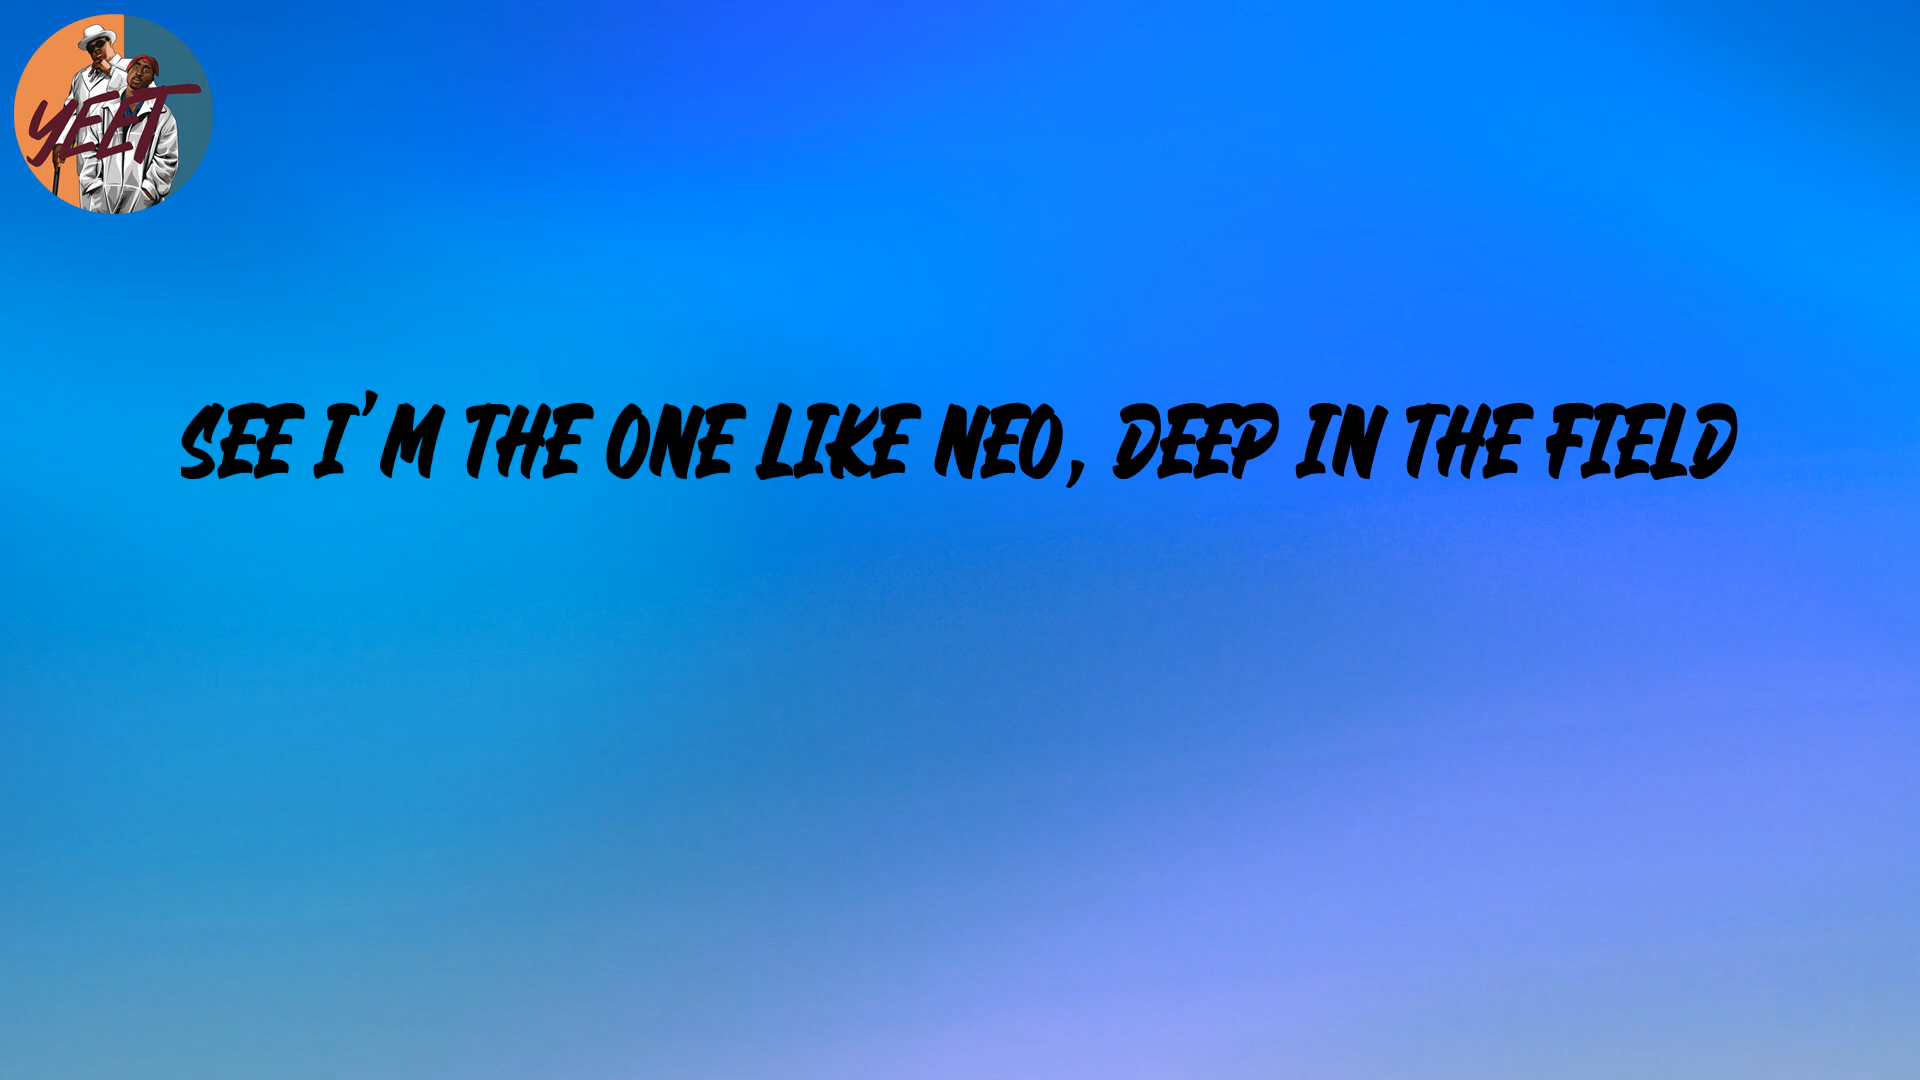 YEET
SEE I'M THE ONE LIKE NEO, DEEP IN THE FIELD